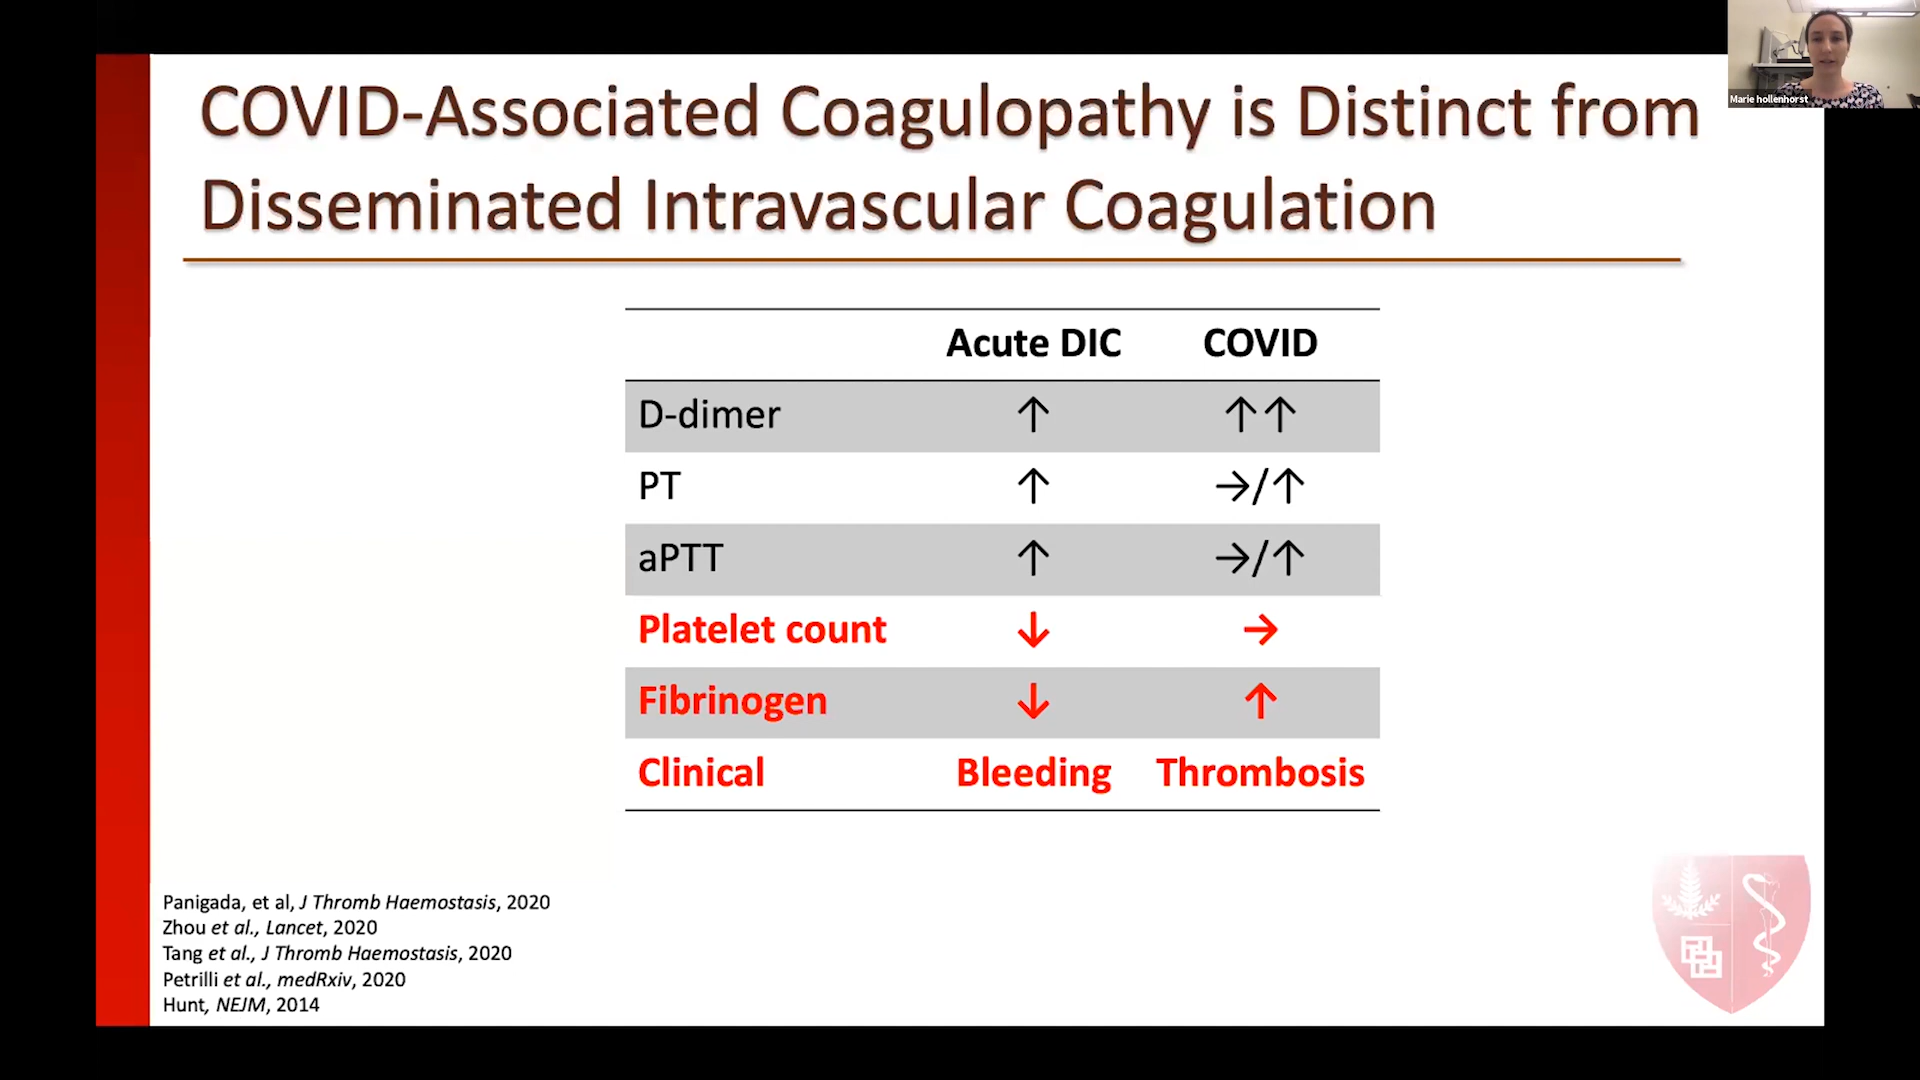 COVID-Associated Coagulopathy is Distinct from
Disseminated Intravascular Coagulation
Marie hollenhorst
Acute DIC COVID
D-dimer ↑ ↑↑
PT ↑ →/↑
aPTT ↑ →/↑
Platelet count ↓ →
Fibrinogen ↓ ↑
Clinical Bleeding Thrombosis
Panigada, et al, J Thromb Haemostasis, 2020
Zhou et al., Lancet, 2020
Tang et al., J Thromb Haemostasis, 2020
Petrilli et al., medRxiv, 2020
Hunt, NEJM, 2014